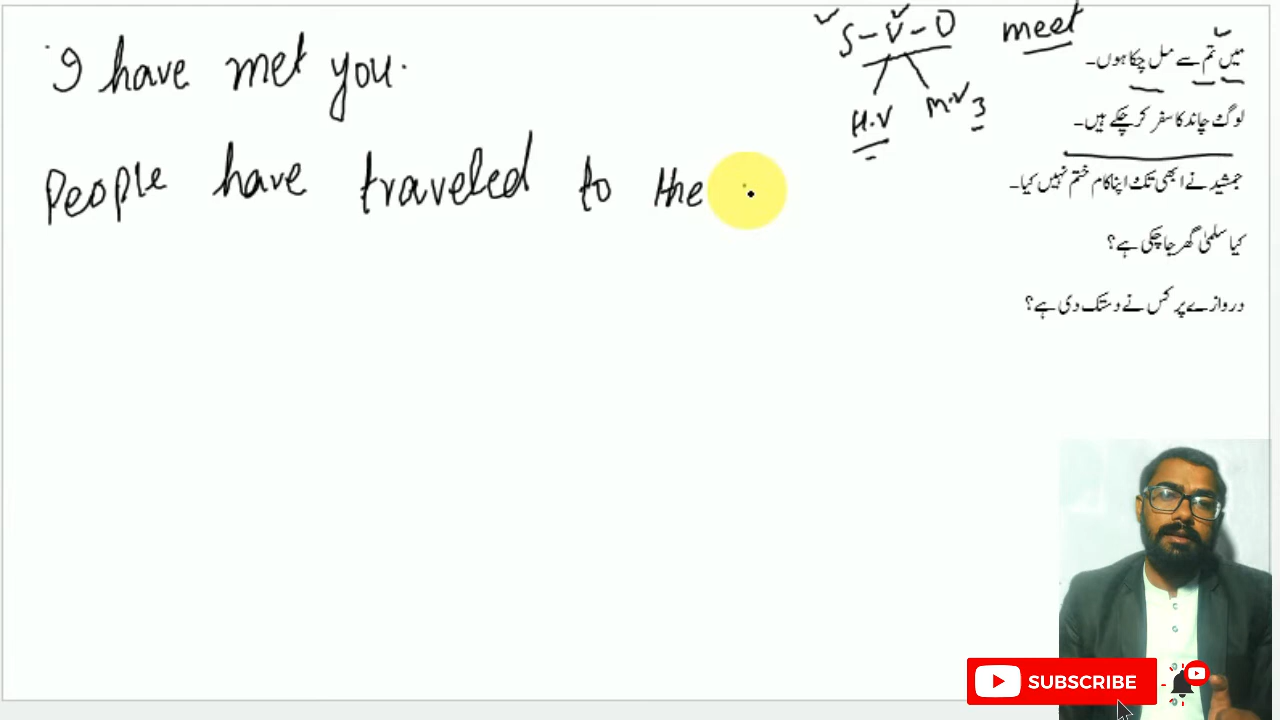 I have met you.
People have traveled to the
S-V-O
H.V
M.V 3
meet
میں تم سے مل چکا ہوں۔
لوگ چاند کا سفر کر چکے ہیں۔
جمشید نے ابھی تک اپنا کام ختم نہیں کیا۔
کیا سلمیٰ گھر جا چکی ہے؟
دروازے پر کس نے دستک دی ہے؟
SUBSCRIBE